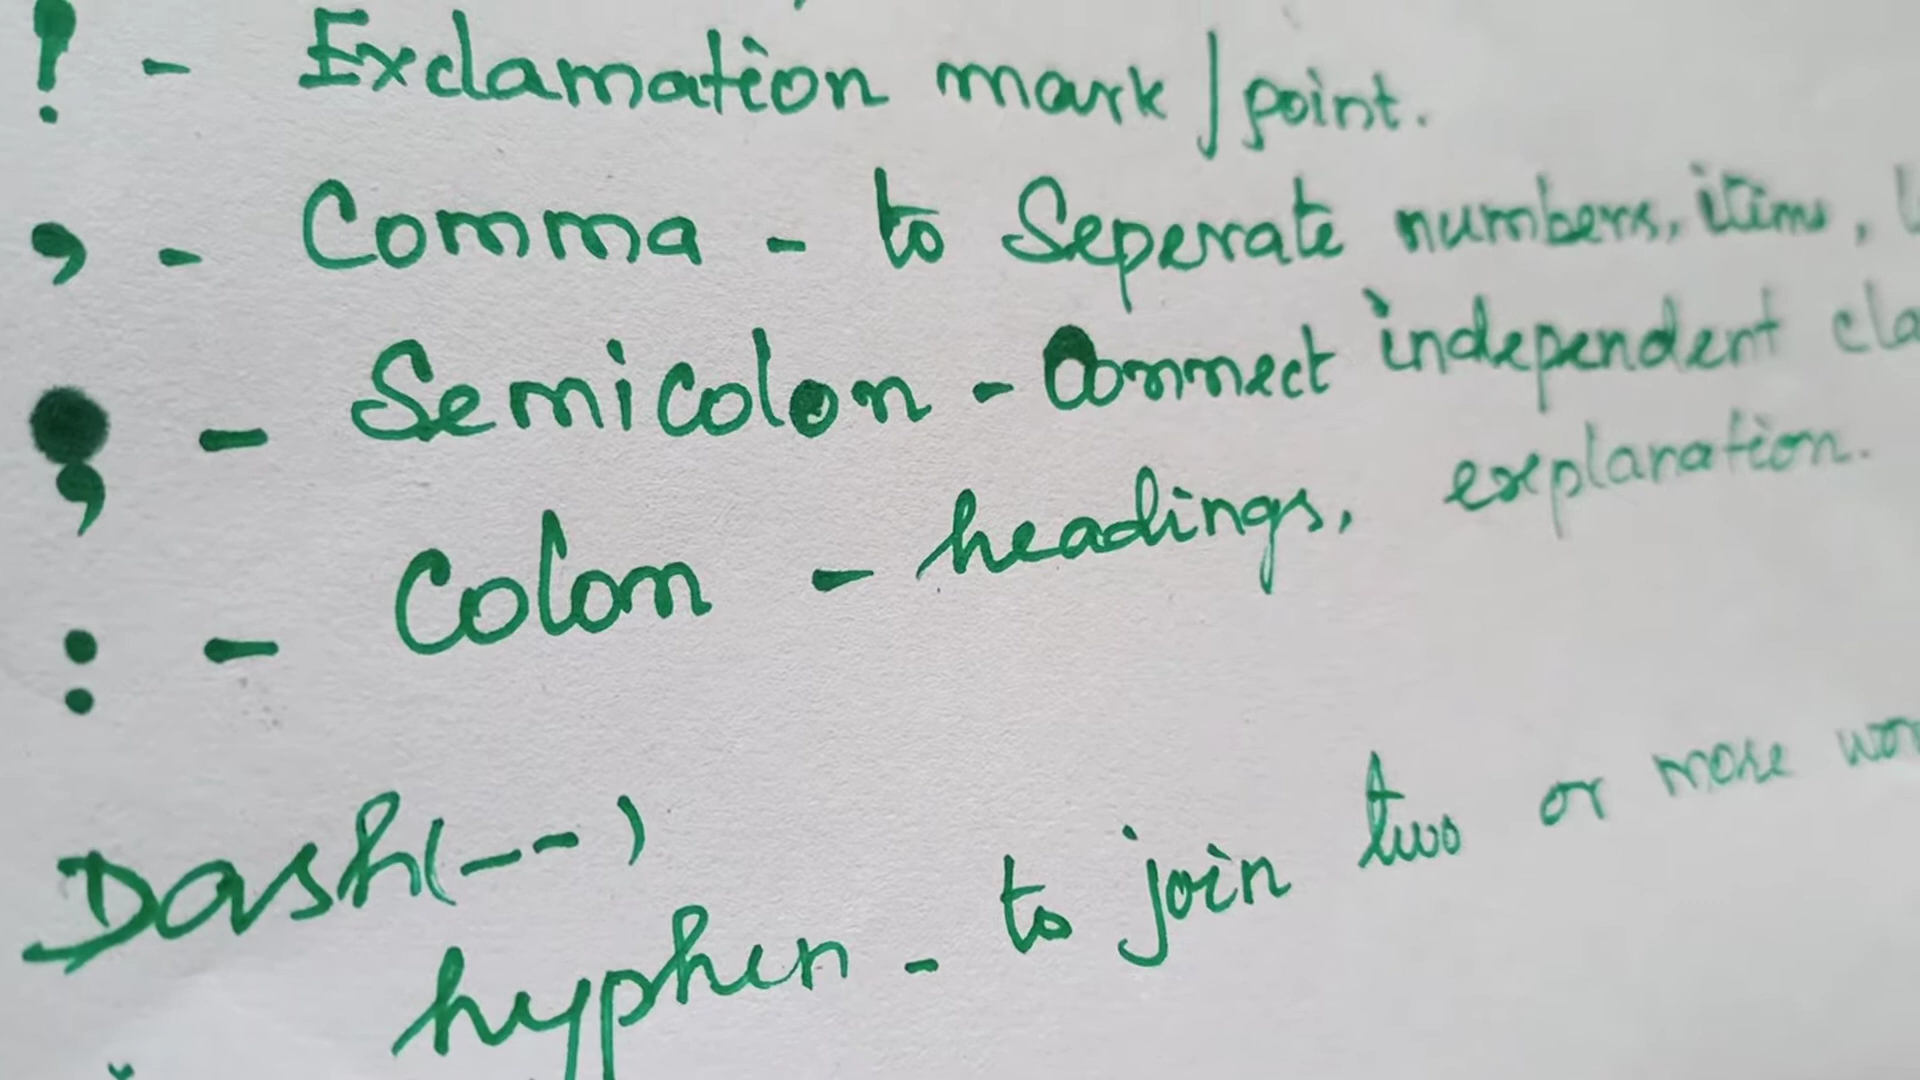 ! - Exclamation mark / point.
, - Comma - to Seperate numbers, items,
; - Semicolon - Connect independent
: - Colon - headings, explanation.
Dash (--)
hyphen - to join two or more